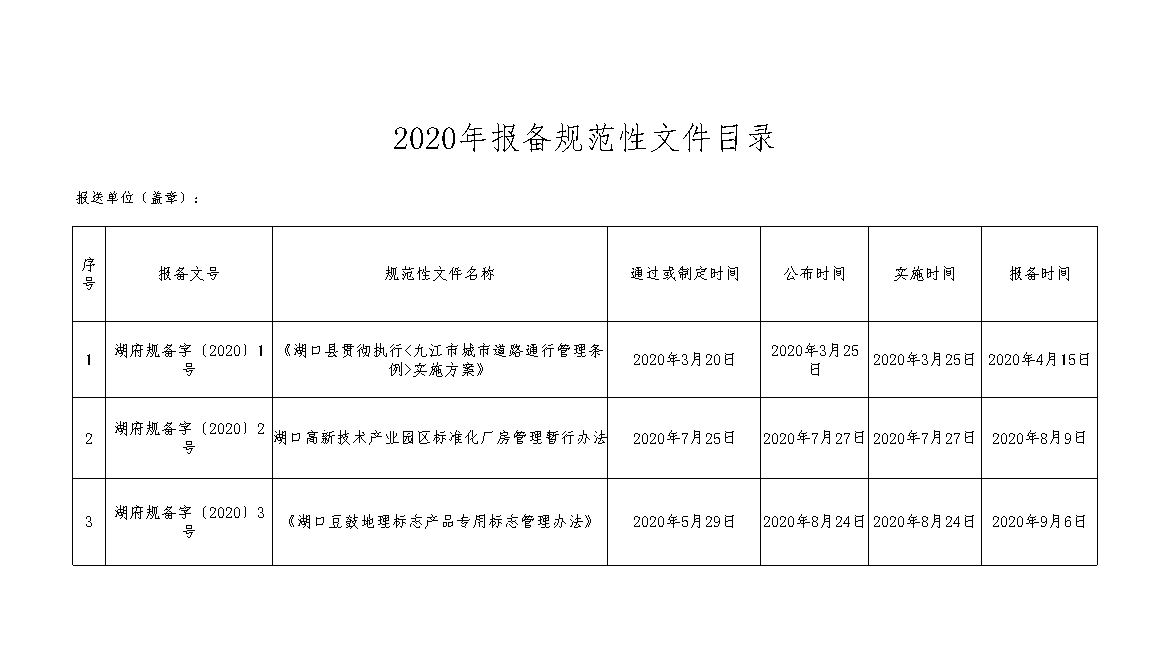 2020年报备规范性文件目录
报送单位（盖章）：
序号 报备文号 规范性文件名称 通过或制定时间 公布时间 实施时间 报备时间
1 湖府规备字〔2020〕1号 《湖口县贯彻执行<九江市城市道路通行管理条例>实施方案》 2020年3月20日 2020年3月25日 2020年3月25日 2020年4月15日
2 湖府规备字〔2020〕2号 湖口高新技术产业园区标准化厂房管理暂行办法 2020年7月25日 2020年7月27日 2020年7月27日 2020年8月9日
3 湖府规备字〔2020〕3号 《湖口豆豉地理标志产品专用标志管理办法》 2020年5月29日 2020年8月24日 2020年8月24日 2020年9月6日